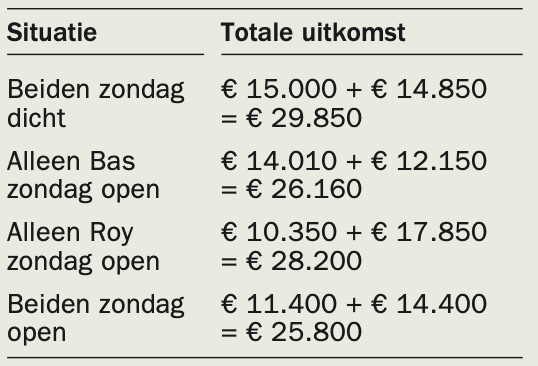 Situatie Totale uitkomst
Beiden zondag € 15.000 + € 14.850
dicht = € 29.850
Alleen Bas € 14.010 + € 12.150
zondag open = € 26.160
Alleen Roy € 10.350 + € 17.850
zondag open = € 28.200
Beiden zondag € 11.400 + € 14.400
open = € 25.800